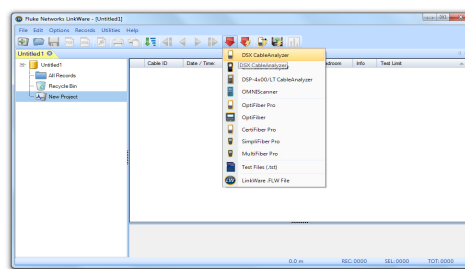 Fluke Networks LinkWare - [Untitled1]
File Edit Options Records Utilities Help
Untitled1
Untitled1
All Records
Recycle Bin
New Project
Cable ID Date / Time: Info Test Limit
DSX CableAnalyzer
DSX CableAnalyzer
DSP-4x00/LT CableAnalyzer
OMNIScanner
OptiFiber Pro
OptiFiber
CertiFiber Pro
SimpliFiber Pro
MultiFiber Pro
Test Files (.tst)
LinkWare .FLW File
0.0 m REC: 0000 SEL: 0000 TOT: 0000